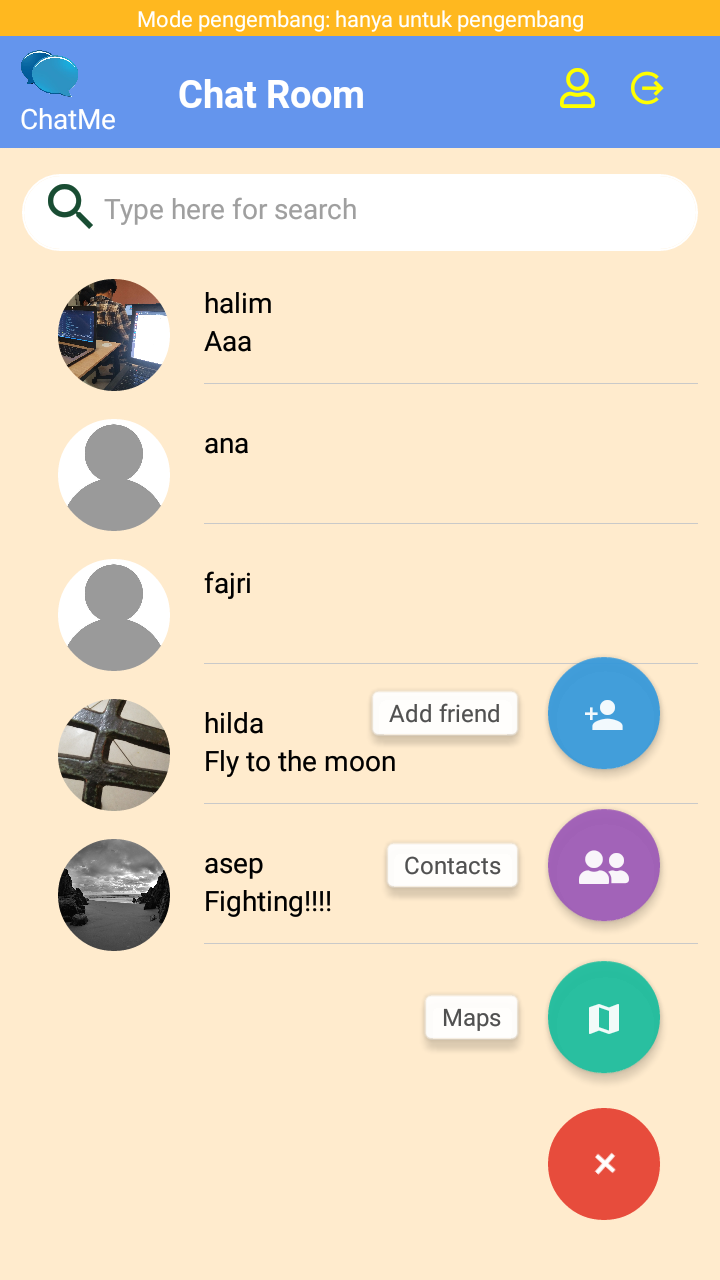 Mode pengembang: hanya untuk pengembang
ChatMe
Chat Room
Type here for search
halim
Aaa
ana
fajri
Add friend
hilda
Fly to the moon
Contacts
asep
Fighting!!!!
Maps